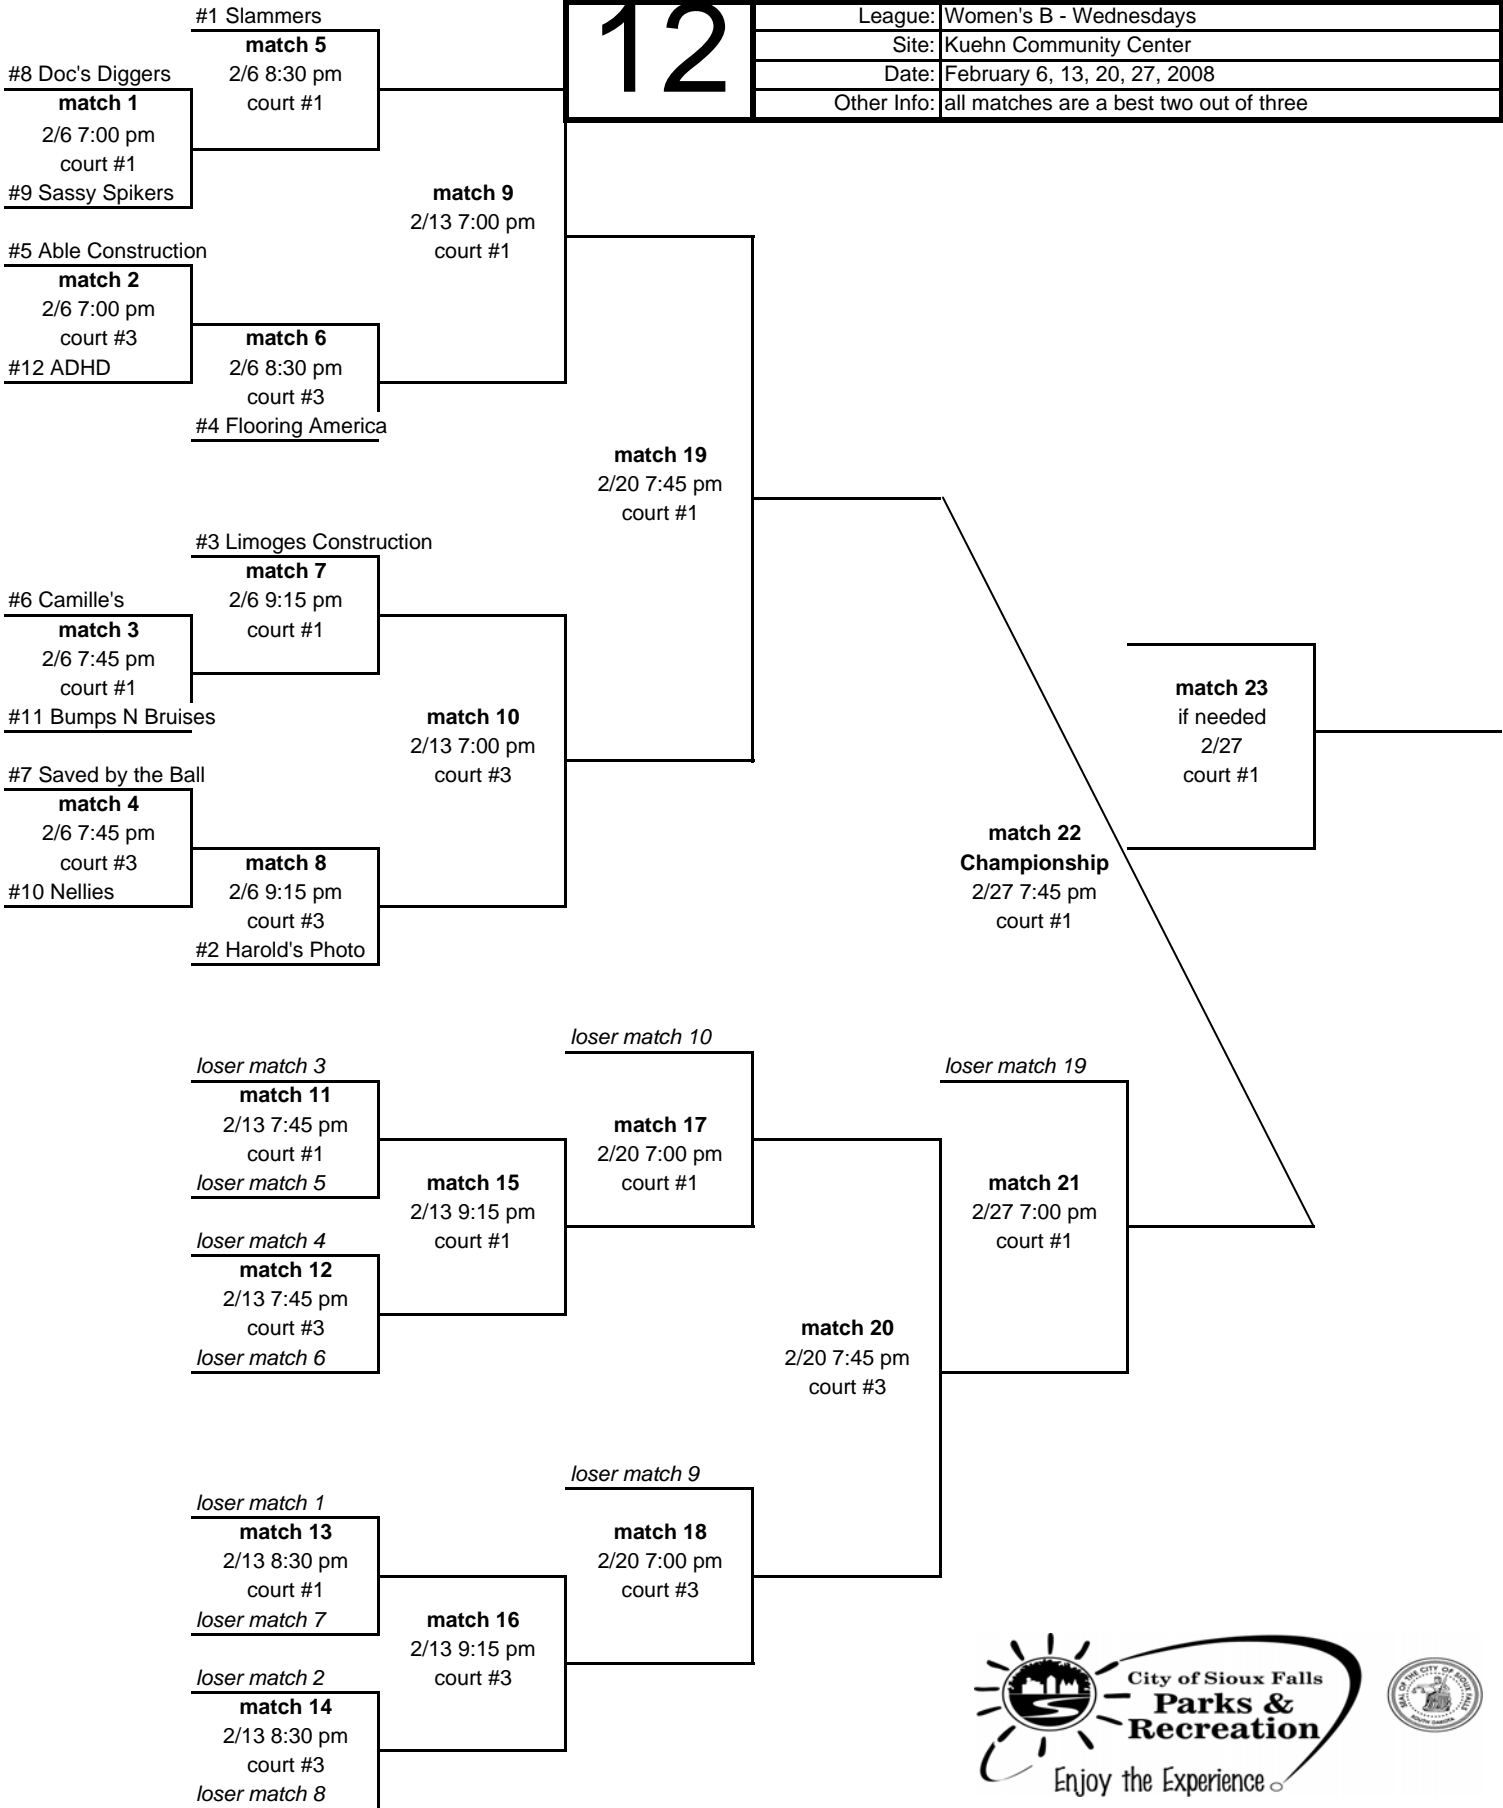 12
League: Women's B - Wednesdays
Site: Kuehn Community Center
Date: February 6, 13, 20, 27, 2008
Other Info: all matches are a best two out of three
#1 Slammers
match 5
2/6 8:30 pm
court #1
#8 Doc's Diggers
match 1
2/6 7:00 pm
court #1
#9 Sassy Spikers
#5 Able Construction
match 2
2/6 7:00 pm
court #3
#12 ADHD
match 6
2/6 8:30 pm
court #3
#4 Flooring America
match 9
2/13 7:00 pm
court #1
#3 Limoges Construction
match 7
2/6 9:15 pm
court #1
#6 Camille's
match 3
2/6 7:45 pm
court #1
#11 Bumps N Bruises
#7 Saved by the Ball
match 4
2/6 7:45 pm
court #3
#10 Nellies
match 8
2/6 9:15 pm
court #3
#2 Harold's Photo
match 10
2/13 7:00 pm
court #3
match 19
2/20 7:45 pm
court #1
match 23
if needed
2/27
court #1
match 22
Championship
2/27 7:45 pm
court #1
loser match 3
match 11
2/13 7:45 pm
court #1
loser match 5
loser match 4
match 12
2/13 7:45 pm
court #3
loser match 6
match 15
2/13 9:15 pm
court #1
loser match 10
match 17
2/20 7:00 pm
court #1
loser match 19
match 21
2/27 7:00 pm
court #1
match 20
2/20 7:45 pm
court #3
loser match 1
match 13
2/13 8:30 pm
court #1
loser match 7
loser match 2
match 14
2/13 8:30 pm
court #3
loser match 8
match 16
2/13 9:15 pm
court #3
loser match 9
match 18
2/20 7:00 pm
court #3
City of Sioux Falls
Parks &
Recreation
Enjoy the Experience
SEAL OF THE CITY OF SIOUX FALLS
SOUTH DAKOTA